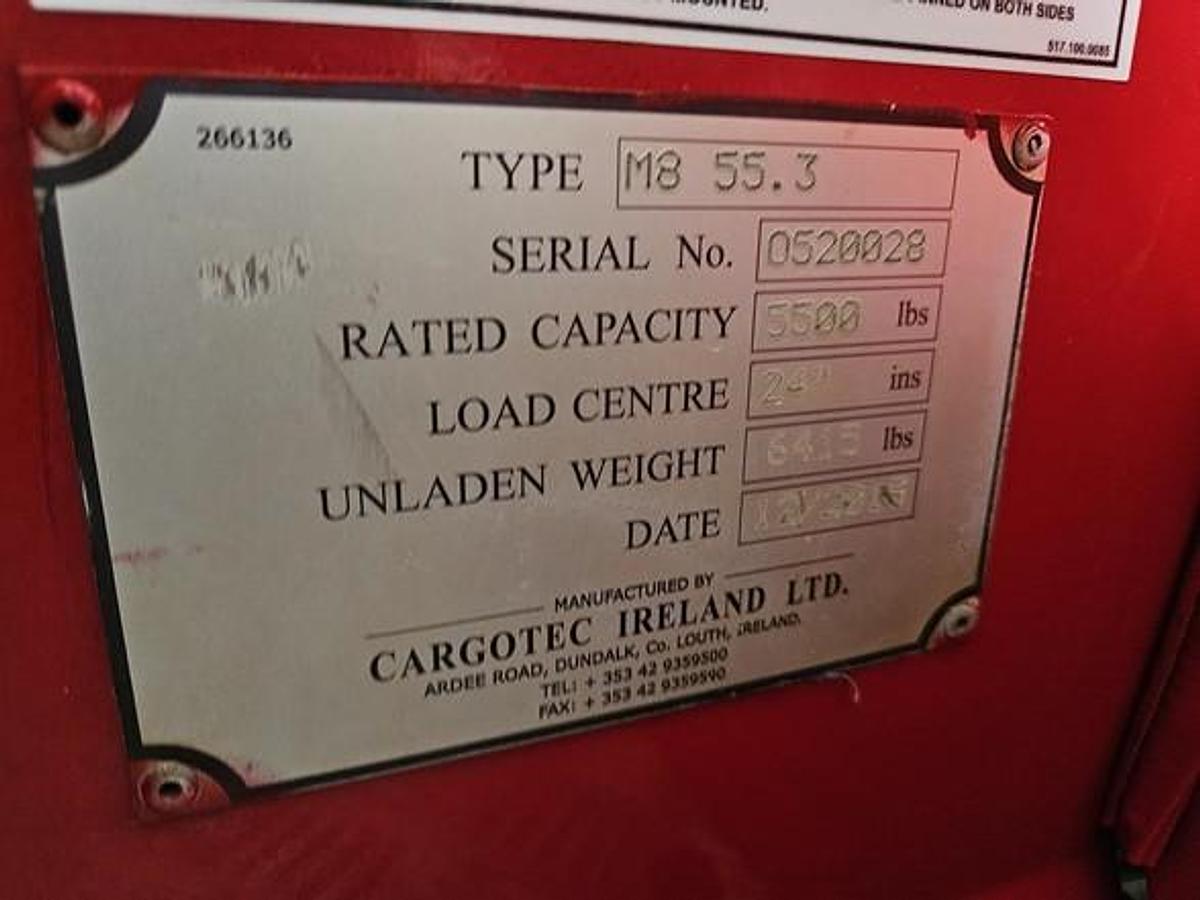 MOUNTED.
ON BOTH SIDES
517.100.0085
266136
TYPE M8 55.3
SERIAL No. 0520028
RATED CAPACITY 5500 lbs
LOAD CENTRE 24" ins
UNLADEN WEIGHT lbs
DATE
MANUFACTURED BY
CARGOTEC IRELAND LTD.
ARDEE ROAD, DUNDALK, Co. LOUTH, IRELAND.
TEL: + 353 42 9359500
FAX: + 353 42 9359590